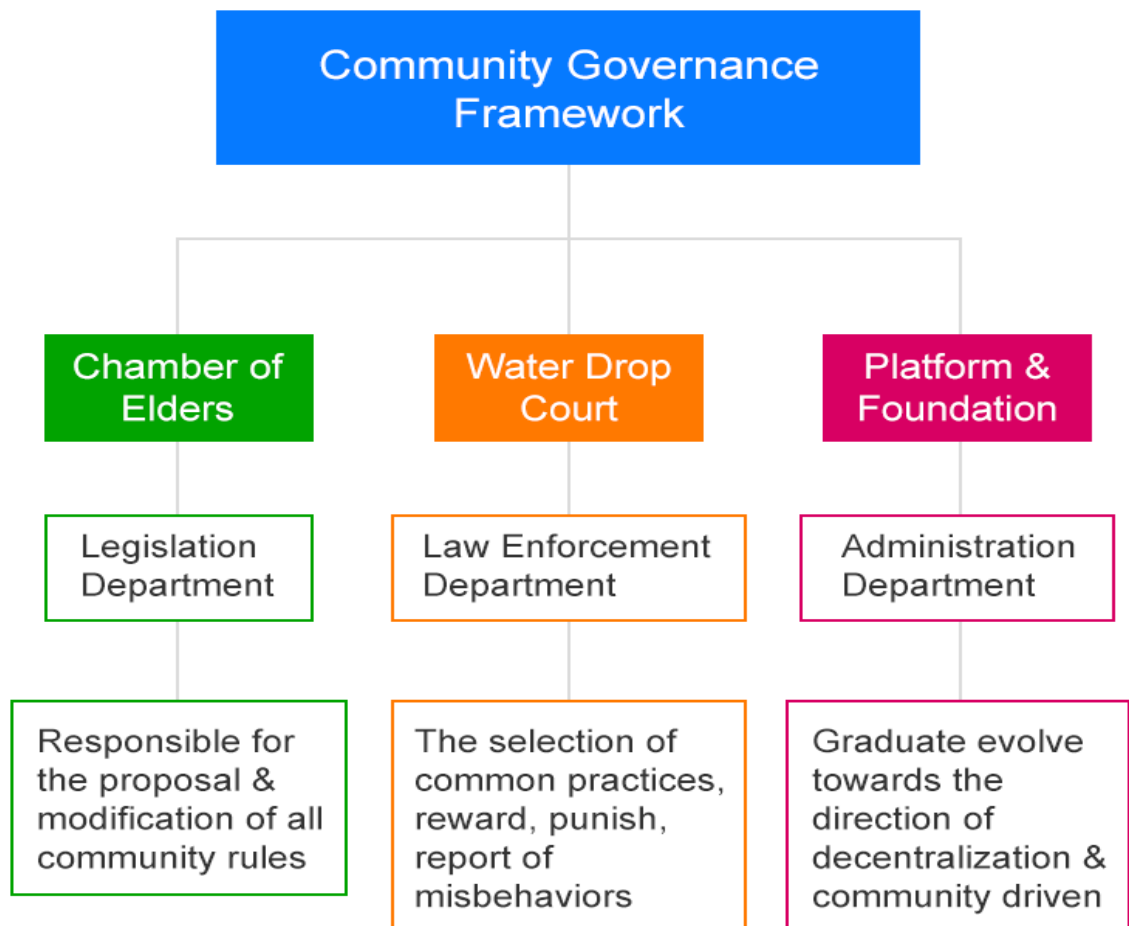 Community Governance
Framework
Chamber of
Elders
Water Drop
Court
Platform &
Foundation
Legislation
Department
Law Enforcement
Department
Administration
Department
Responsible for
the proposal &
modification of all
community rules
The selection of
common practices,
reward, punish,
report of
misbehaviors
Graduate evolve
towards the
direction of
decentralization &
community driven